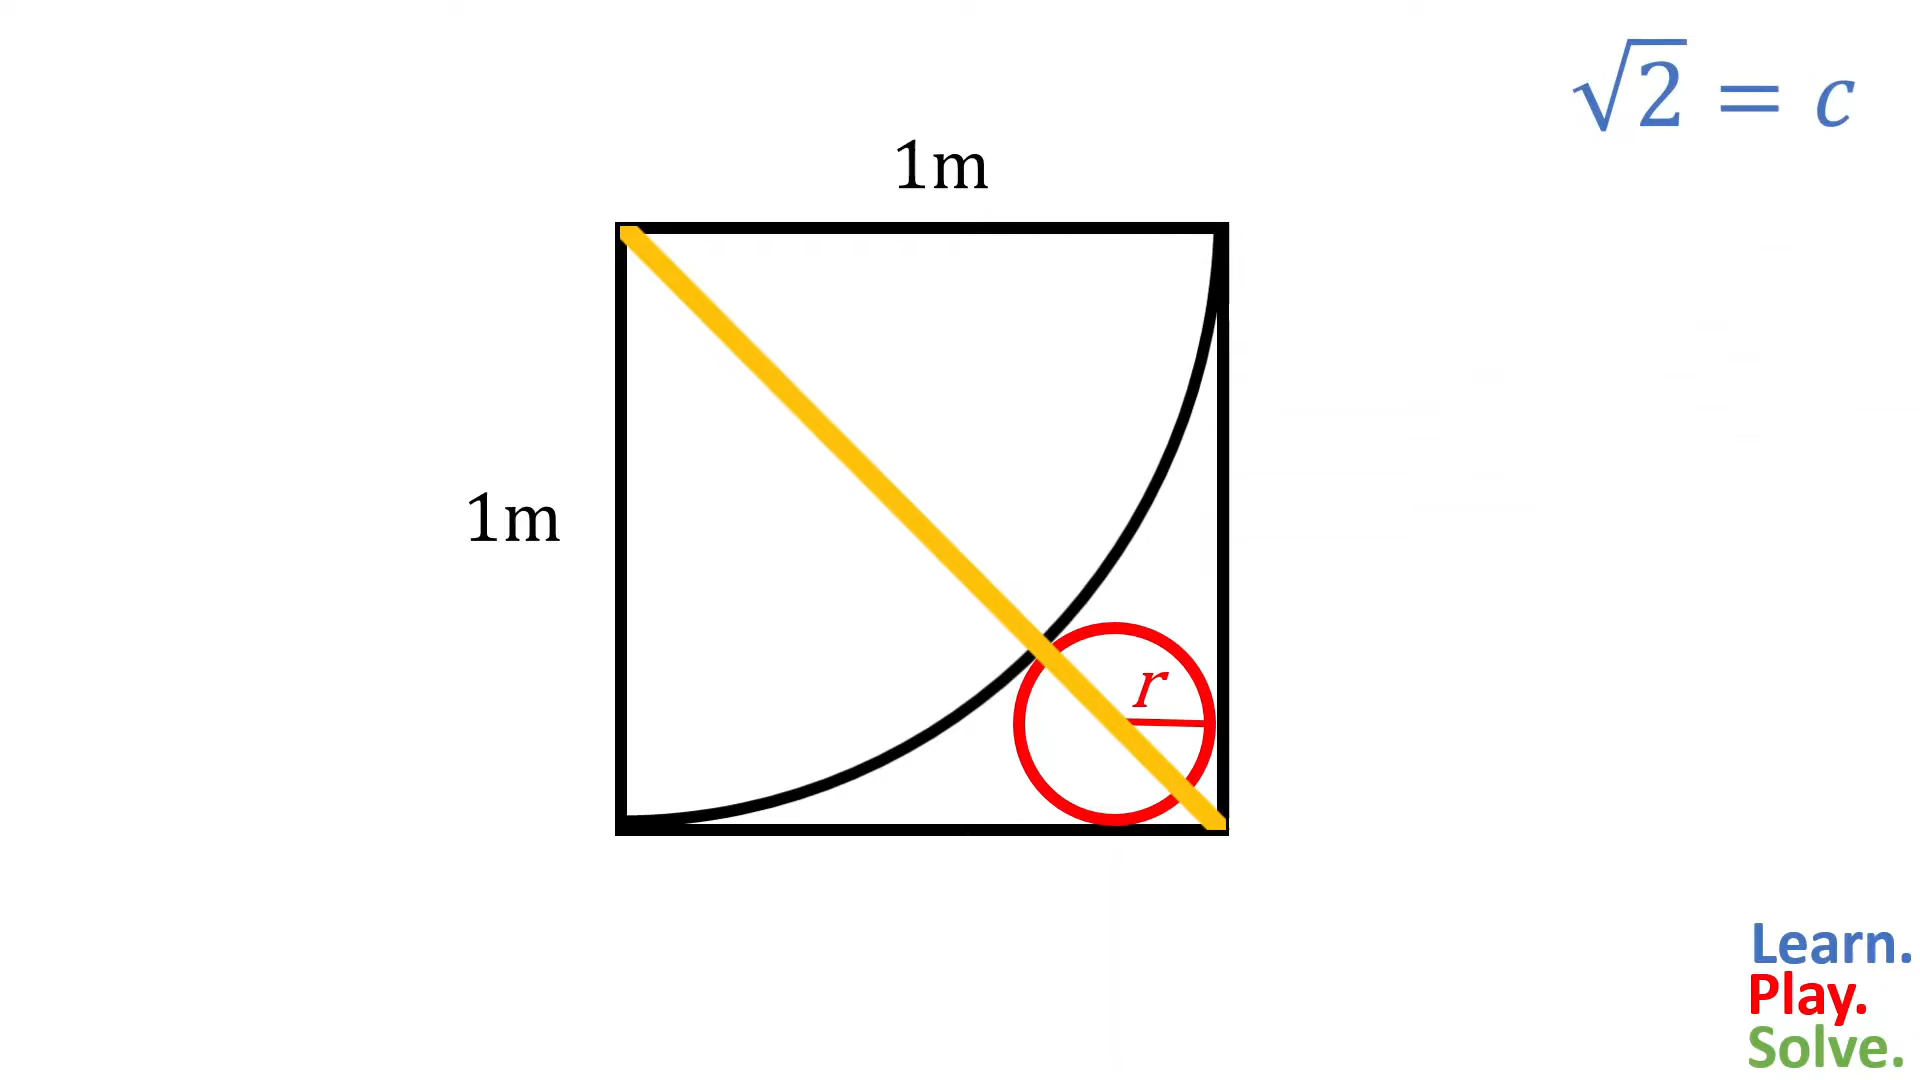 √2 = c
1m
1m
r
Learn.
Play.
Solve.